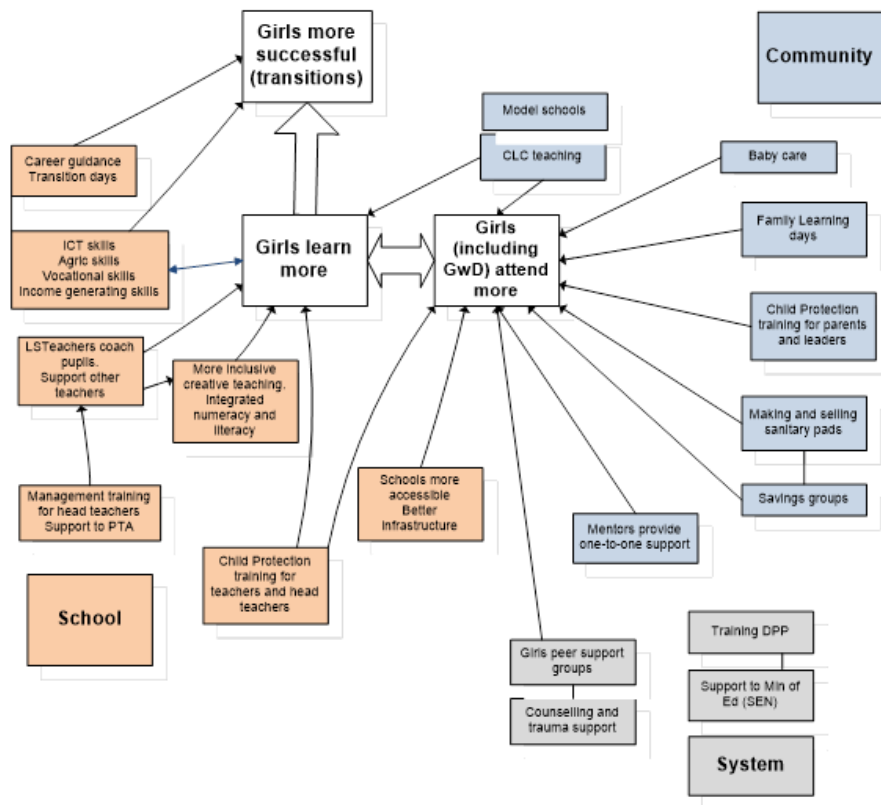 Girls more
successful
(transitions)
Community
Model schools
CLC teaching
Baby care
Career guidance
Transition days
Family Learning
days
Girls learn
more
Girls
(including
GwD) attend
more
ICT skills
Agric skills
Vocational skills
Income generating skills
Child Protection
training for parents
and leaders
LSTeachers coach
pupils.
Support other
teachers
More inclusive
creative teaching.
Integrated
numeracy and
literacy
Making and selling
sanitary pads
Schools more
accessible
Better
infrastructure
Management training
for head teachers
Support to PTA
Savings groups
Mentors provide
one-to-one support
Child Protection
training for
teachers and head
teachers
School
Girls peer support
groups
Training DPP
Counselling and
trauma support
Support to Min of
Ed (SEN)
System